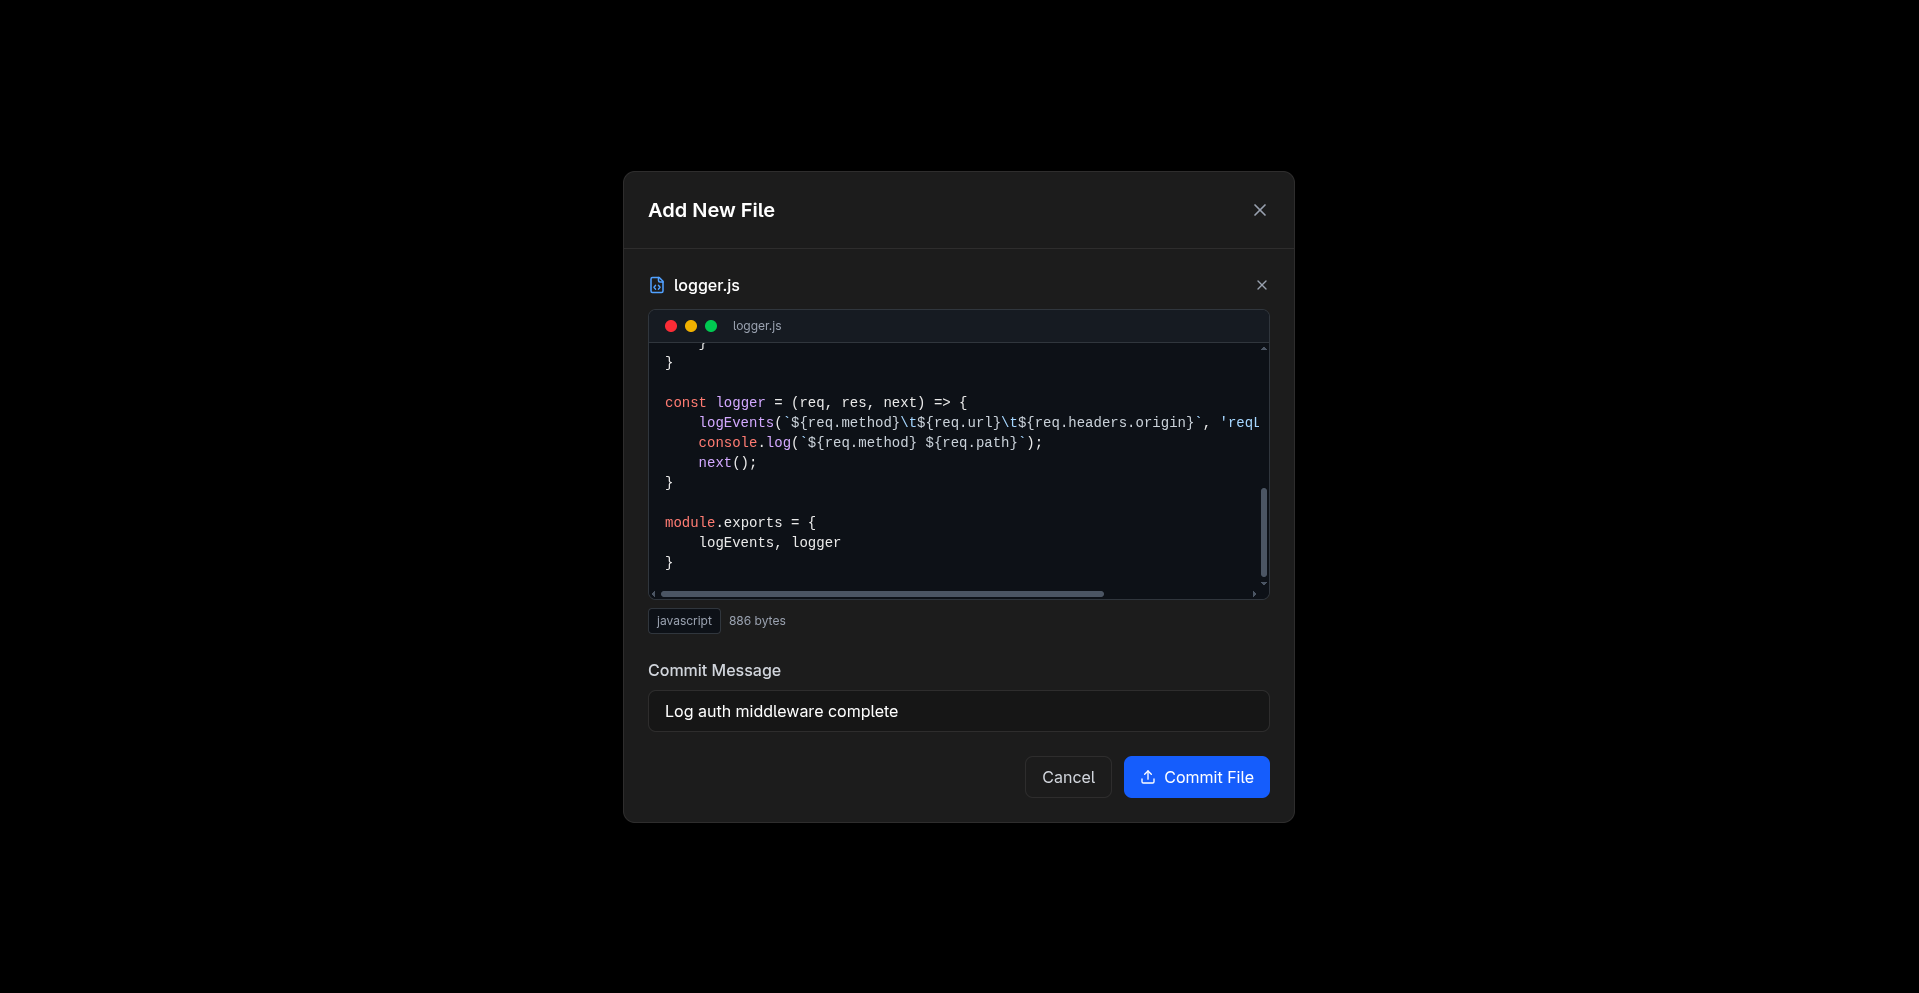 Add New File
logger.js
logger.js
}
}
const logger = (req, res, next) => {
    logEvents(`${req.method}\t${req.url}\t${req.headers.origin}`, 'reqL
    console.log(`${req.method} ${req.path}`);
    next();
}
module.exports = {
    logEvents, logger
}
javascript 886 bytes
Commit Message
Log auth middleware complete
Cancel Commit File